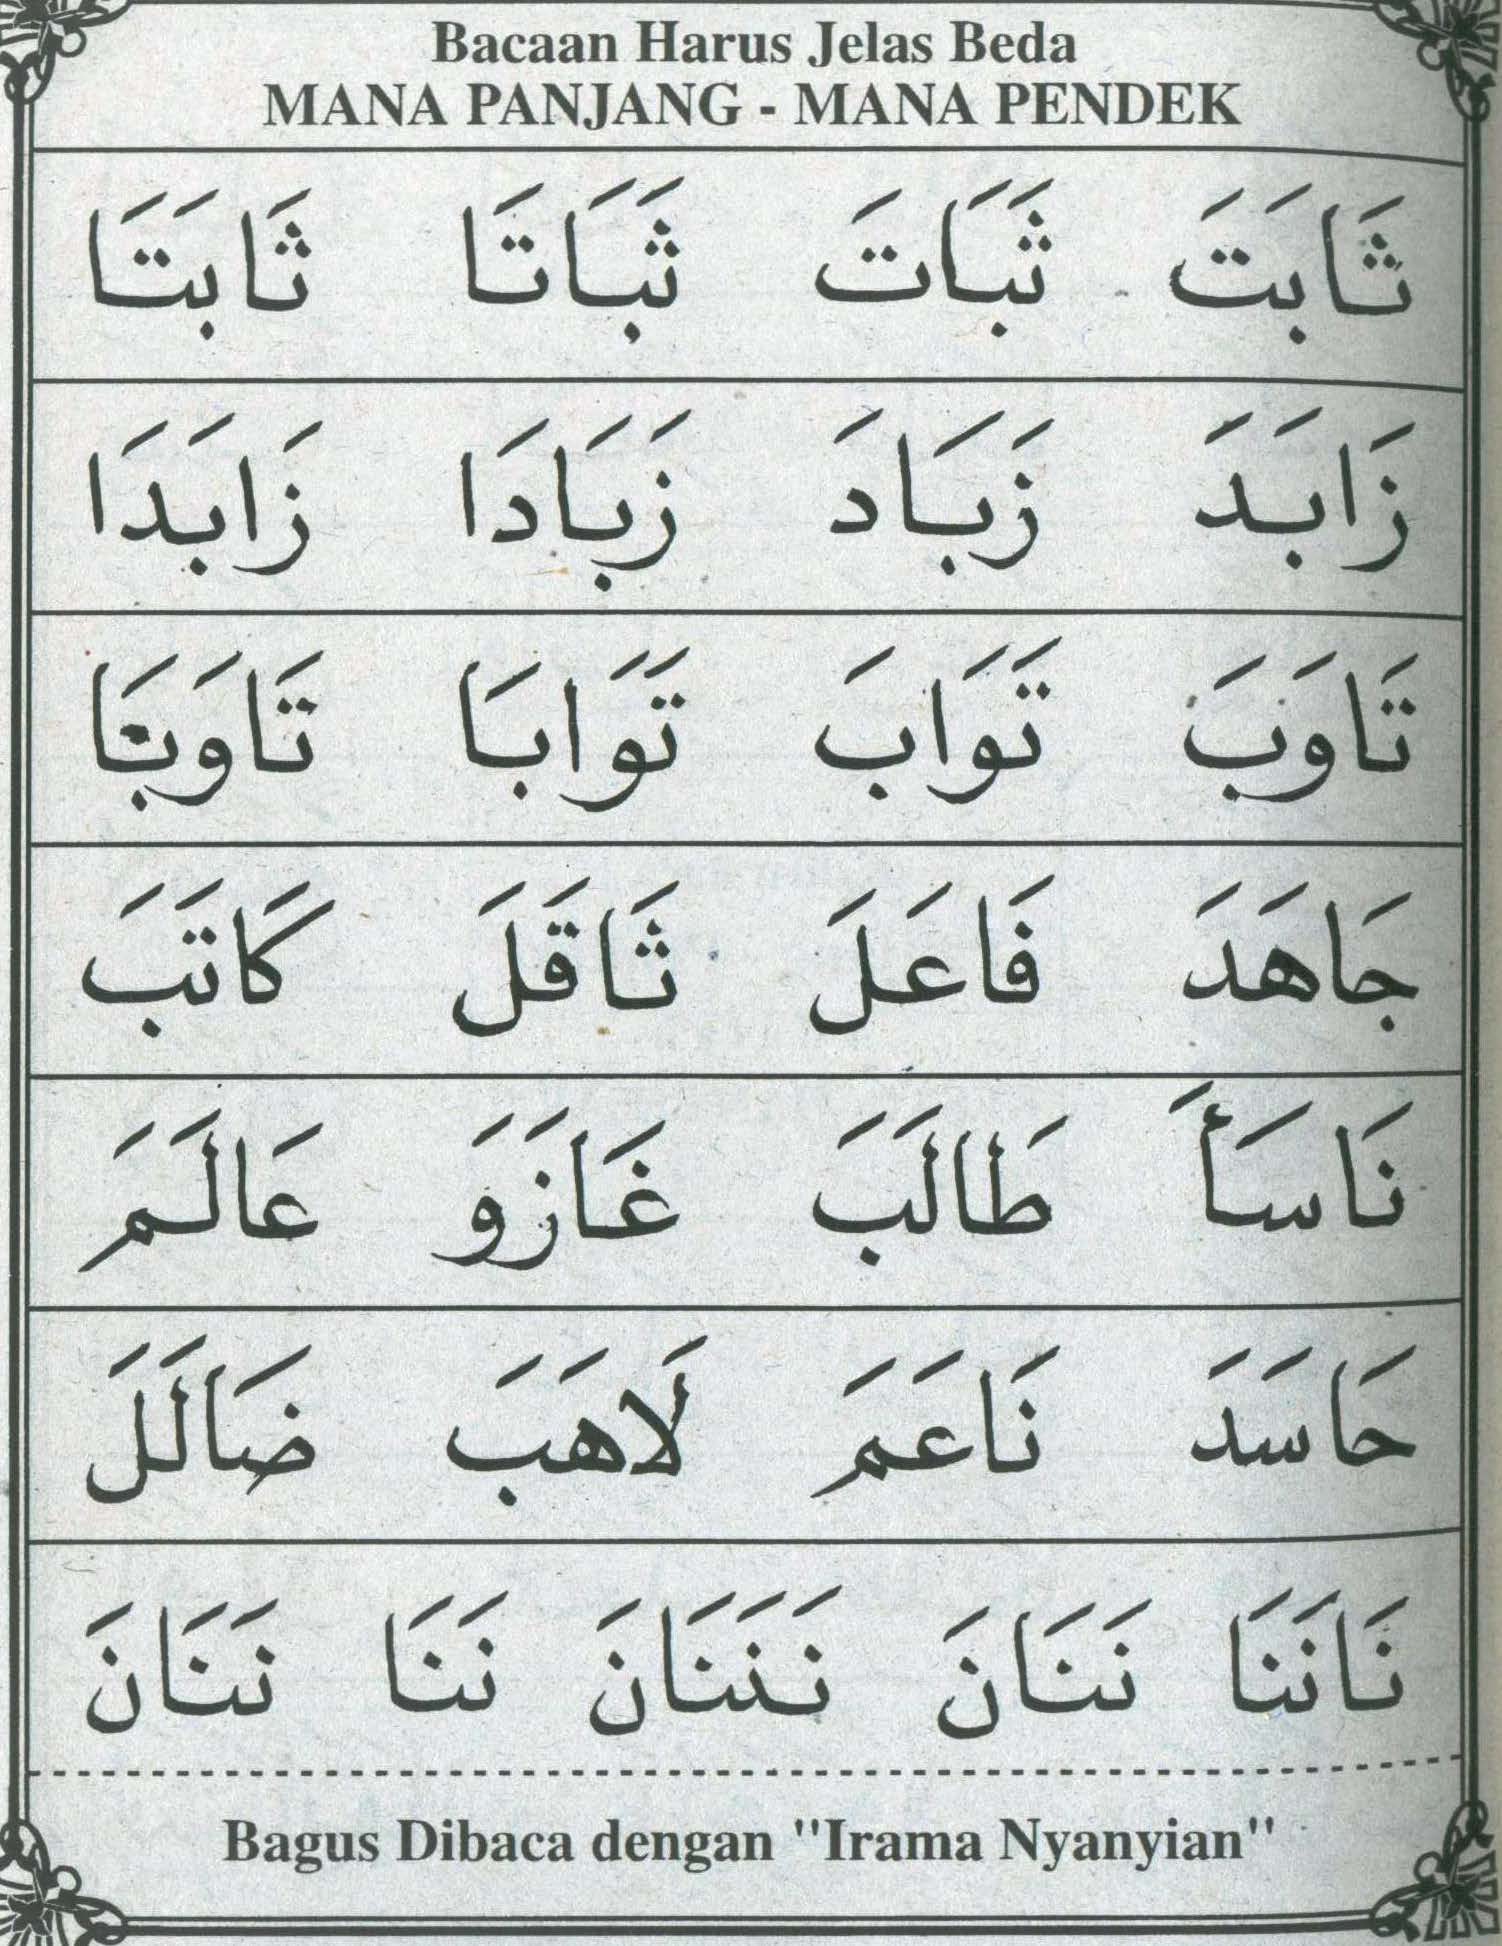 Bacaan Harus Jelas Beda
MANA PANJANG - MANA PENDEK
ثَابَتَ ثَبَاتَ ثَبَاتَا ثَابَتَا
زَابَدَ زَبَادَ زَبَادَا زَابَدَا
تَاوَبَ تَوَابَ تَوَابَا تَاوَبَا
جَاهَدَ فَاعَلَ ثَاقَلَ كَاتَبَ
نَاسَأَ طَالَبَ غَازَوَ عَالَمَ
حَاسَدَ نَاعَمَ لَاهَبَ ضَالَلَ
نَانَنَا نَنَانَ نَنَنَانَ نَنَا نَنَانَ
Bagus Dibaca dengan "Irama Nyanyian"